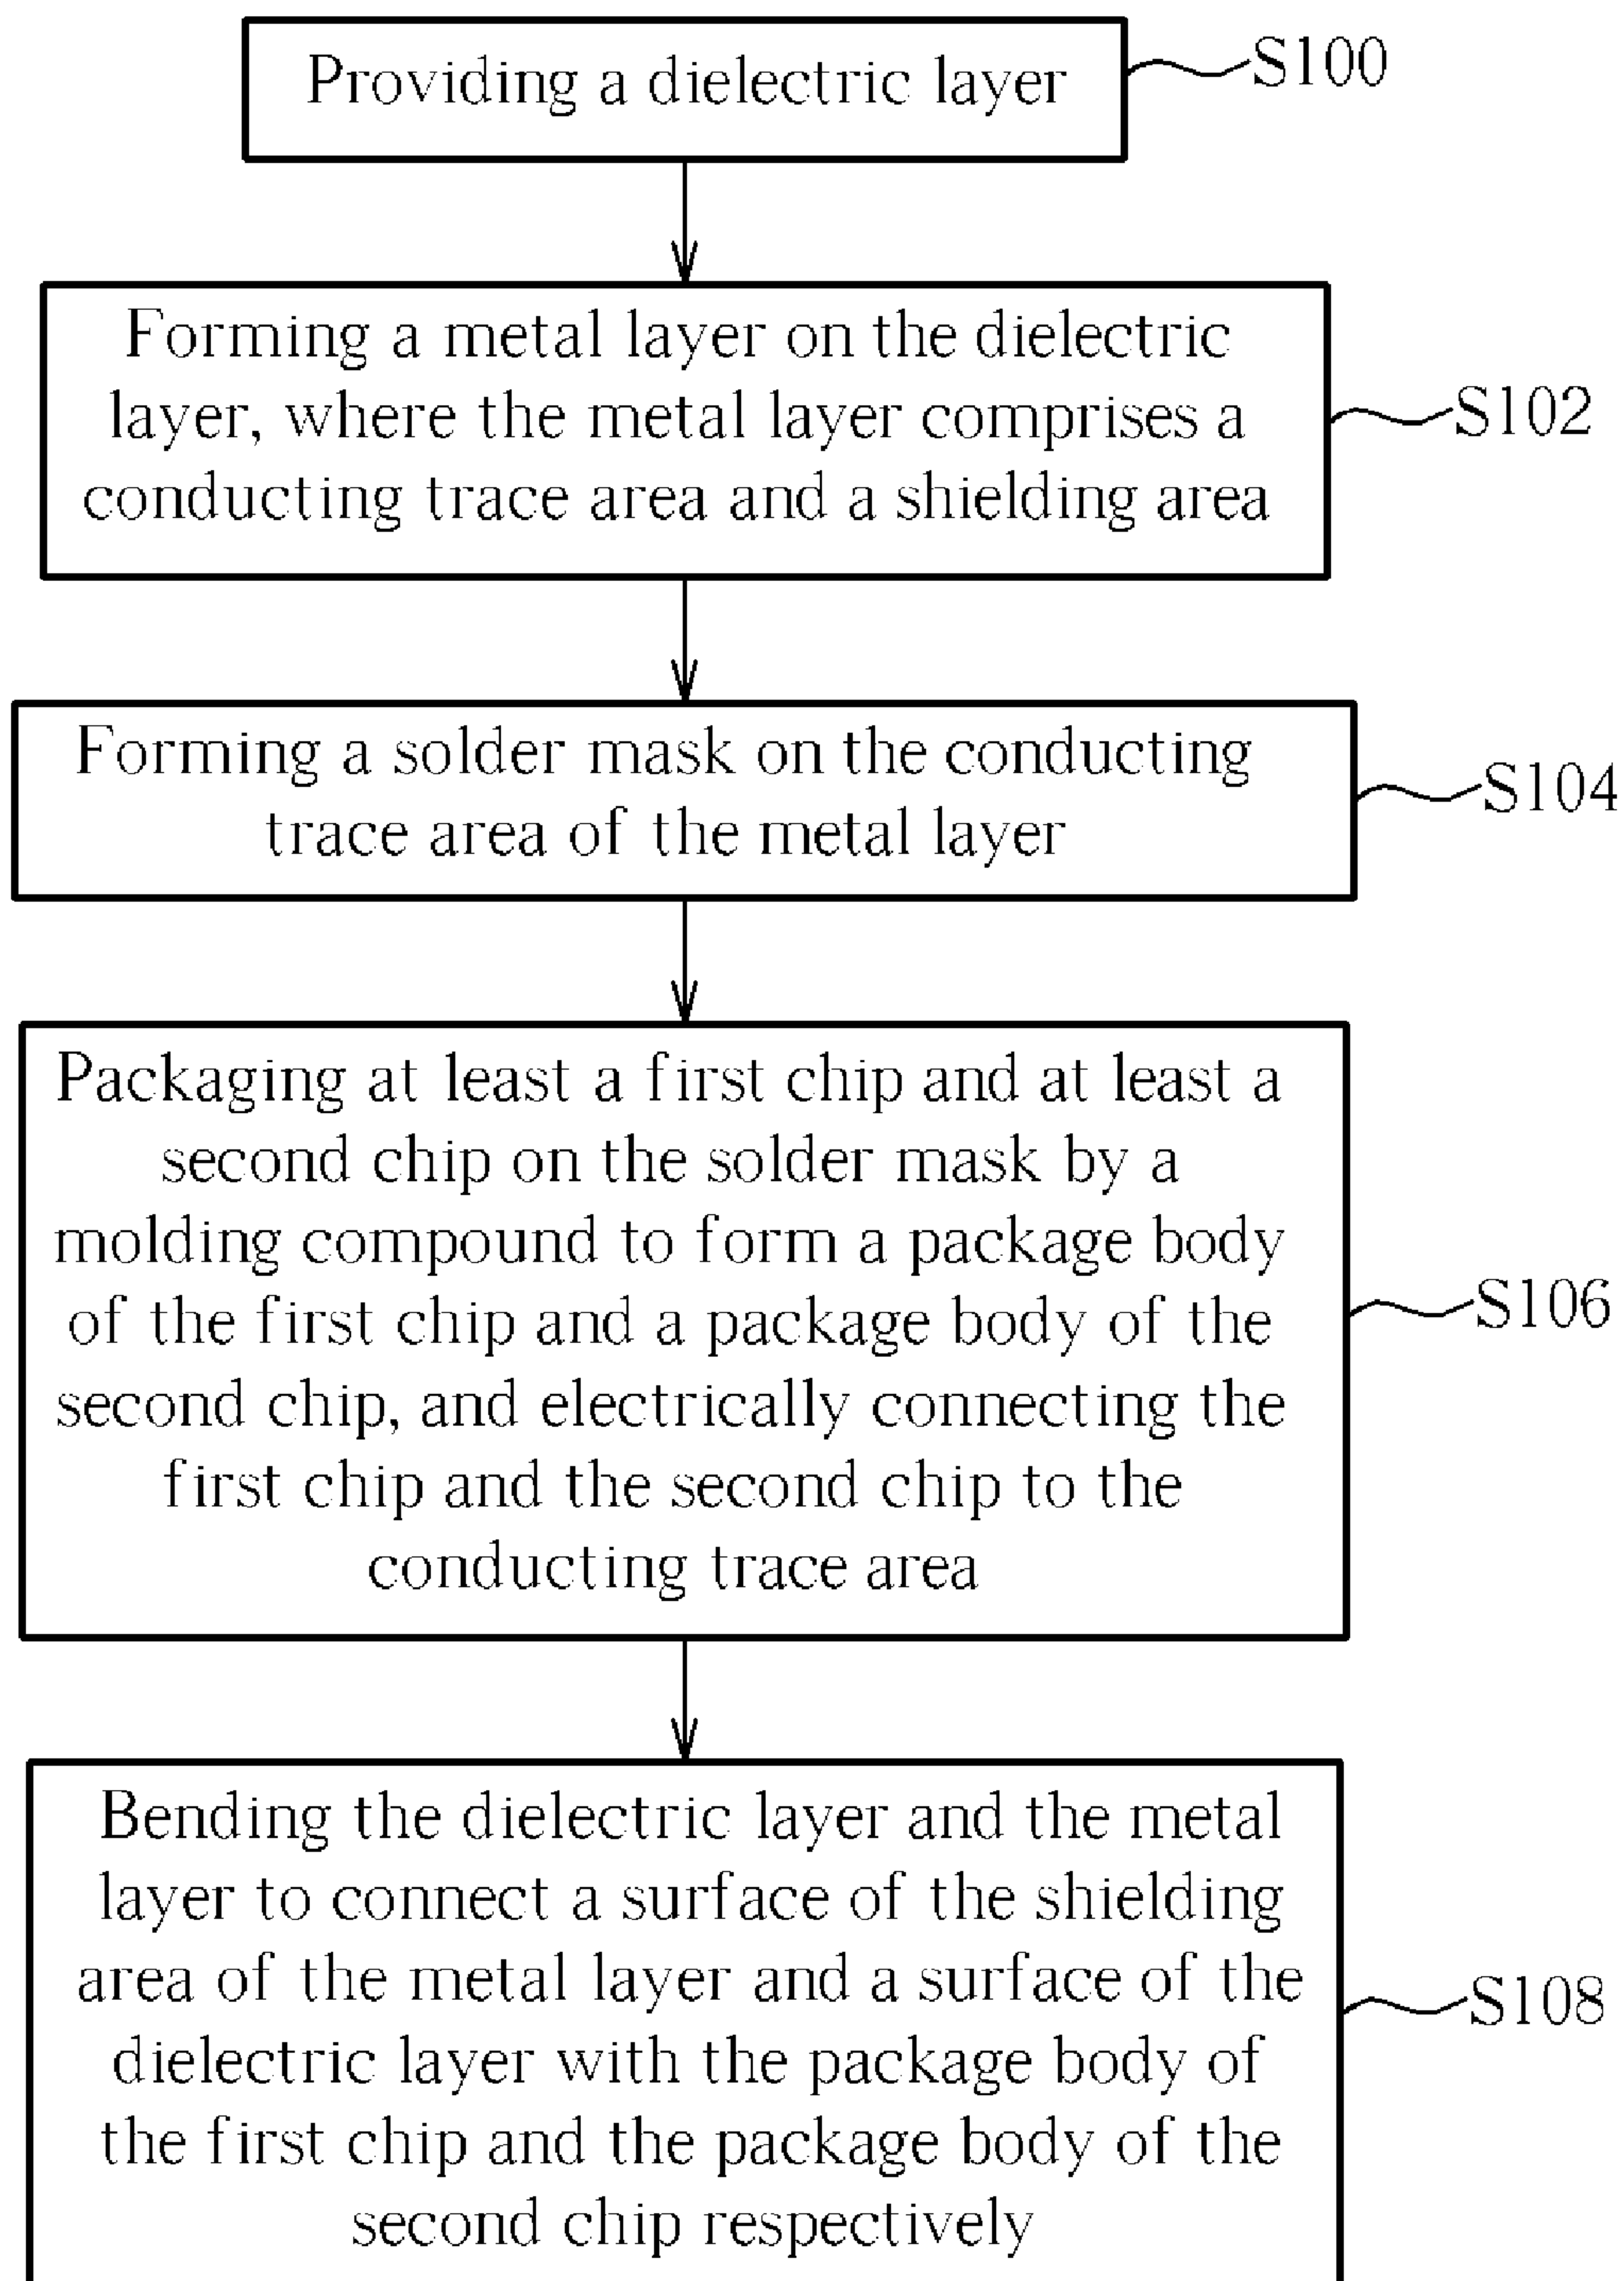 Providing a dielectric layer
S100
Forming a metal layer on the dielectric
layer, where the metal layer comprises a
conducting trace area and a shielding area
S102
Forming a solder mask on the conducting
trace area of the metal layer
S104
Packaging at least a first chip and at least a
second chip on the solder mask by a
molding compound to form a package body
of the first chip and a package body of the
second chip, and electrically connecting the
first chip and the second chip to the
conducting trace area
S106
Bending the dielectric layer and the metal
layer to connect a surface of the shielding
area of the metal layer and a surface of the
dielectric layer with the package body of
the first chip and the package body of the
second chip respectively
S108